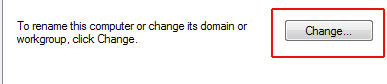 To rename this computer or change its domain or
workgroup, click Change.
Change...